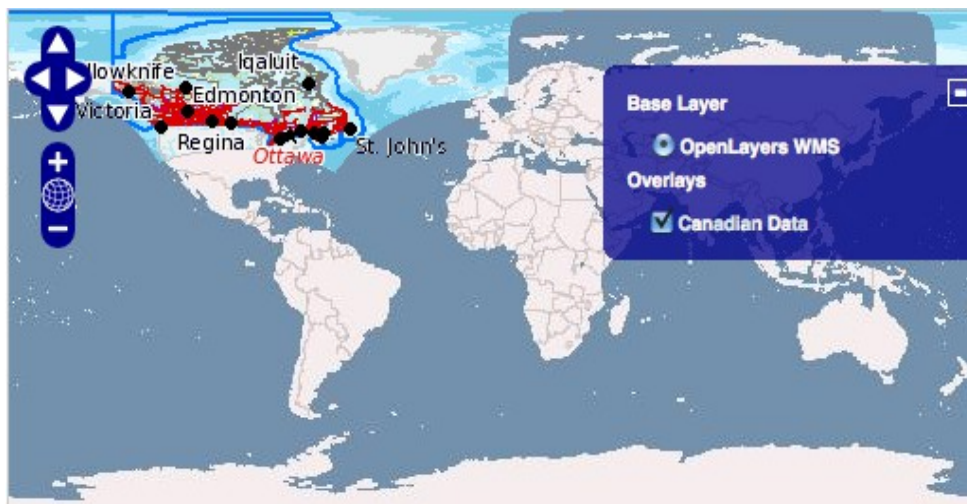 Iqaluit
llowknife
Edmonton
Victoria
Regina
Ottawa
St. John's
Base Layer
OpenLayers WMS
Overlays
Canadian Data